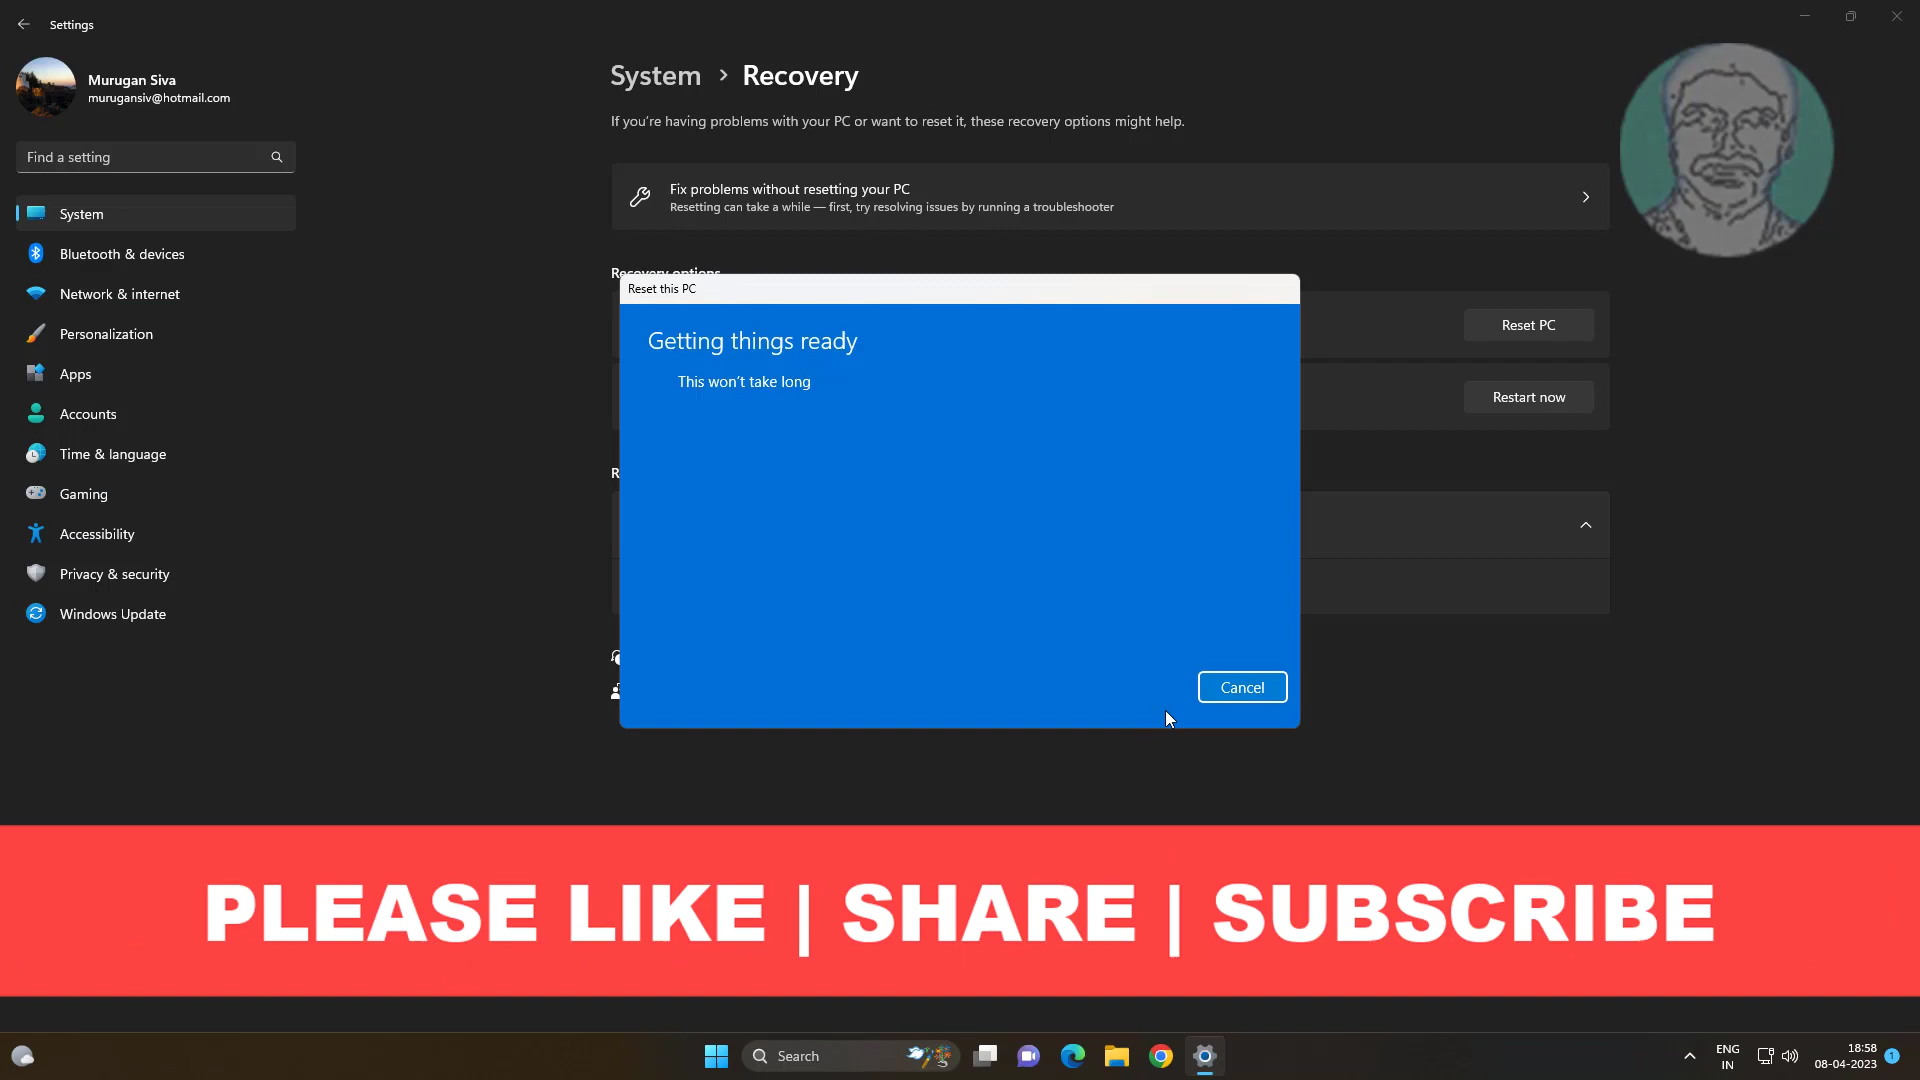 Settings
Murugan Siva
murugansiv@hotmail.com
Find a setting
System
Bluetooth & devices
Network & internet
Personalization
Apps
Accounts
Time & language
Gaming
Accessibility
Privacy & security
Windows Update
System > Recovery
If you're having problems with your PC or want to reset it, these recovery options might help.
Fix problems without resetting your PC
Resetting can take a while — first, try resolving issues by running a troubleshooter
Recovery options
Reset this PC
Getting things ready
This won't take long
Reset PC
Restart now
R
Cancel
PLEASE LIKE | SHARE | SUBSCRIBE
Search
ENG
IN
18:58
08-04-2023
1